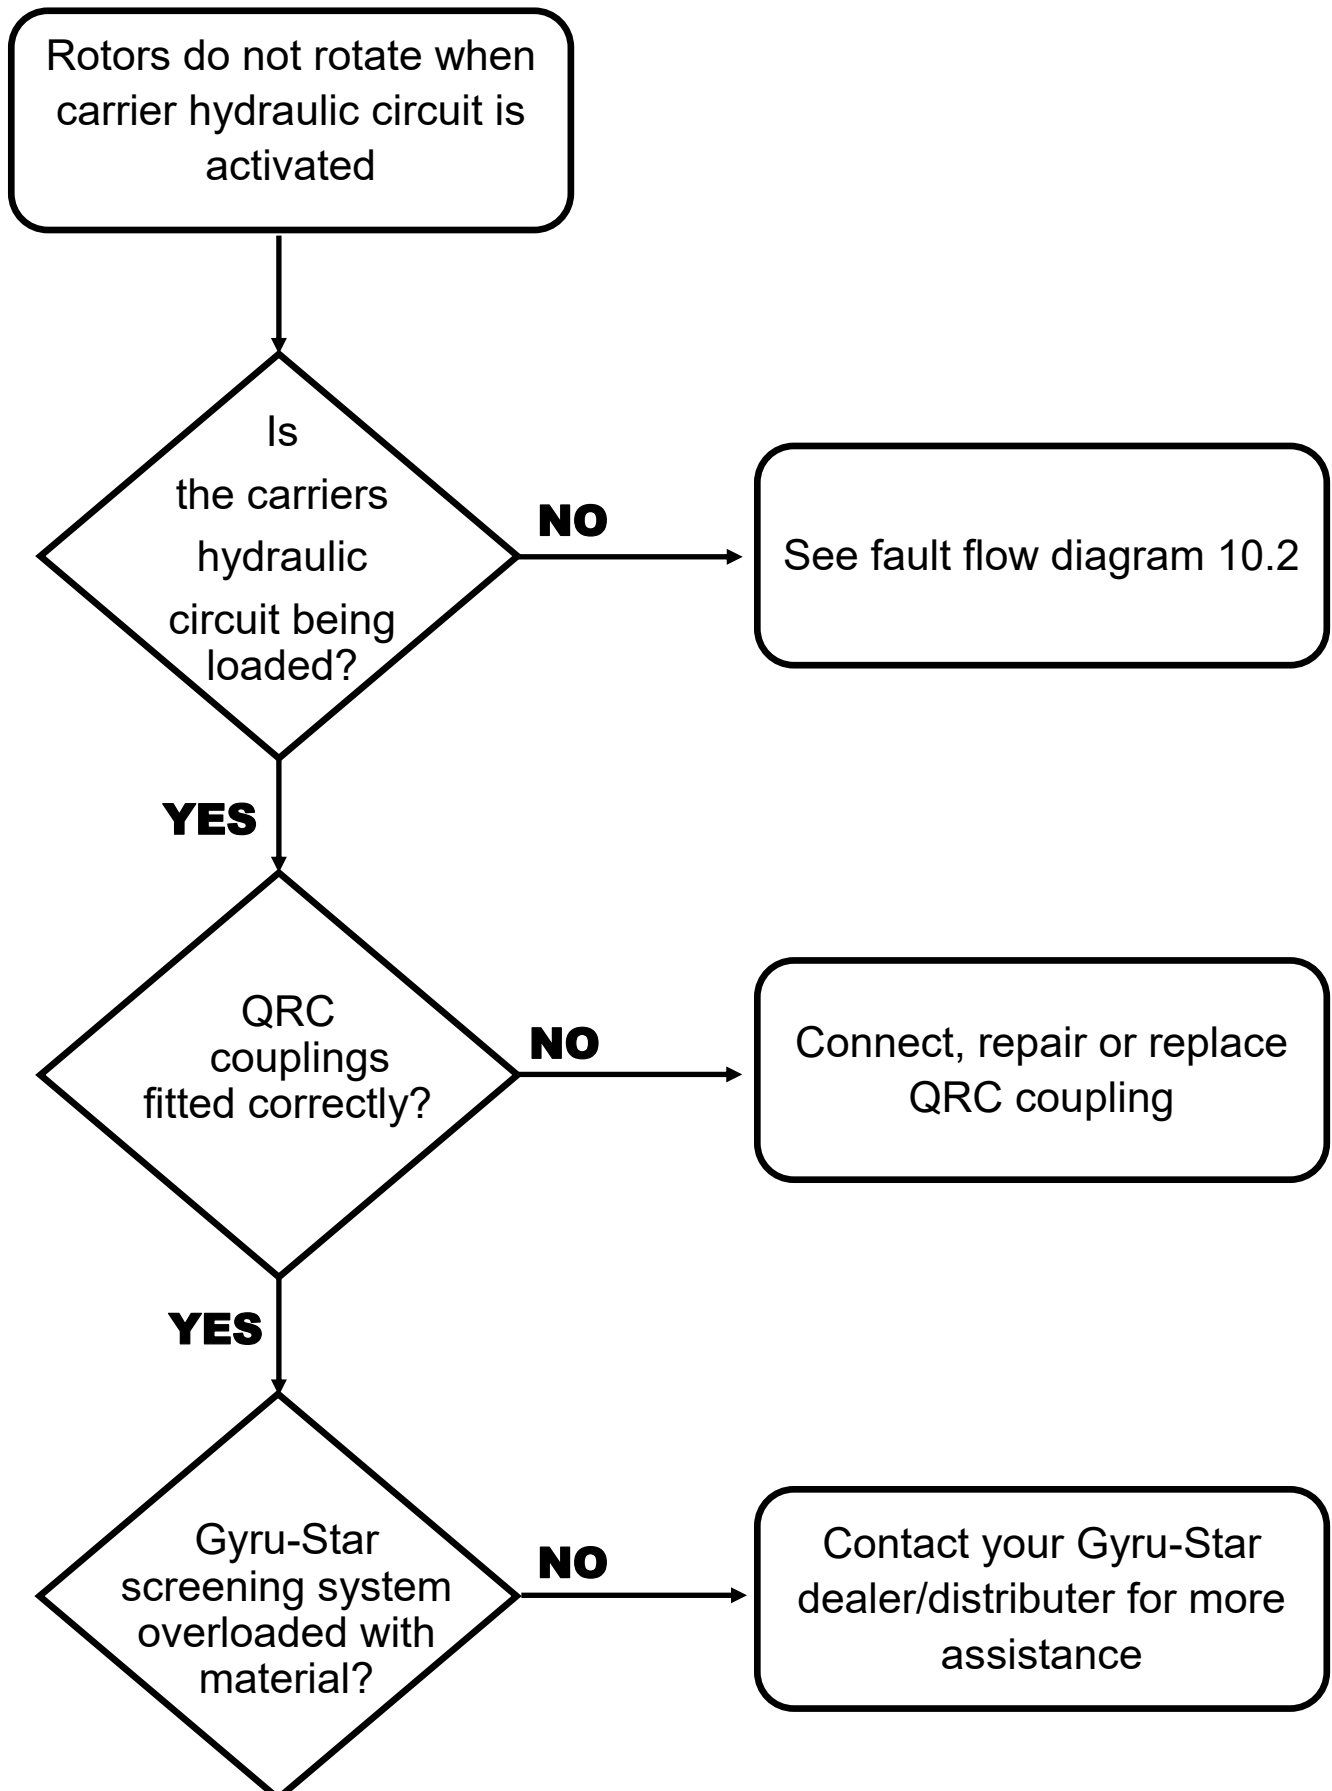 Rotors do not rotate when
carrier hydraulic circuit is
activated
Is
the carriers
hydraulic
circuit being
loaded?
NO
See fault flow diagram 10.2
YES
QRC
couplings
fitted correctly?
NO
Connect, repair or replace
QRC coupling
YES
Gyru-Star
screening system
overloaded with
material?
NO
Contact your Gyru-Star
dealer/distributer for more
assistance